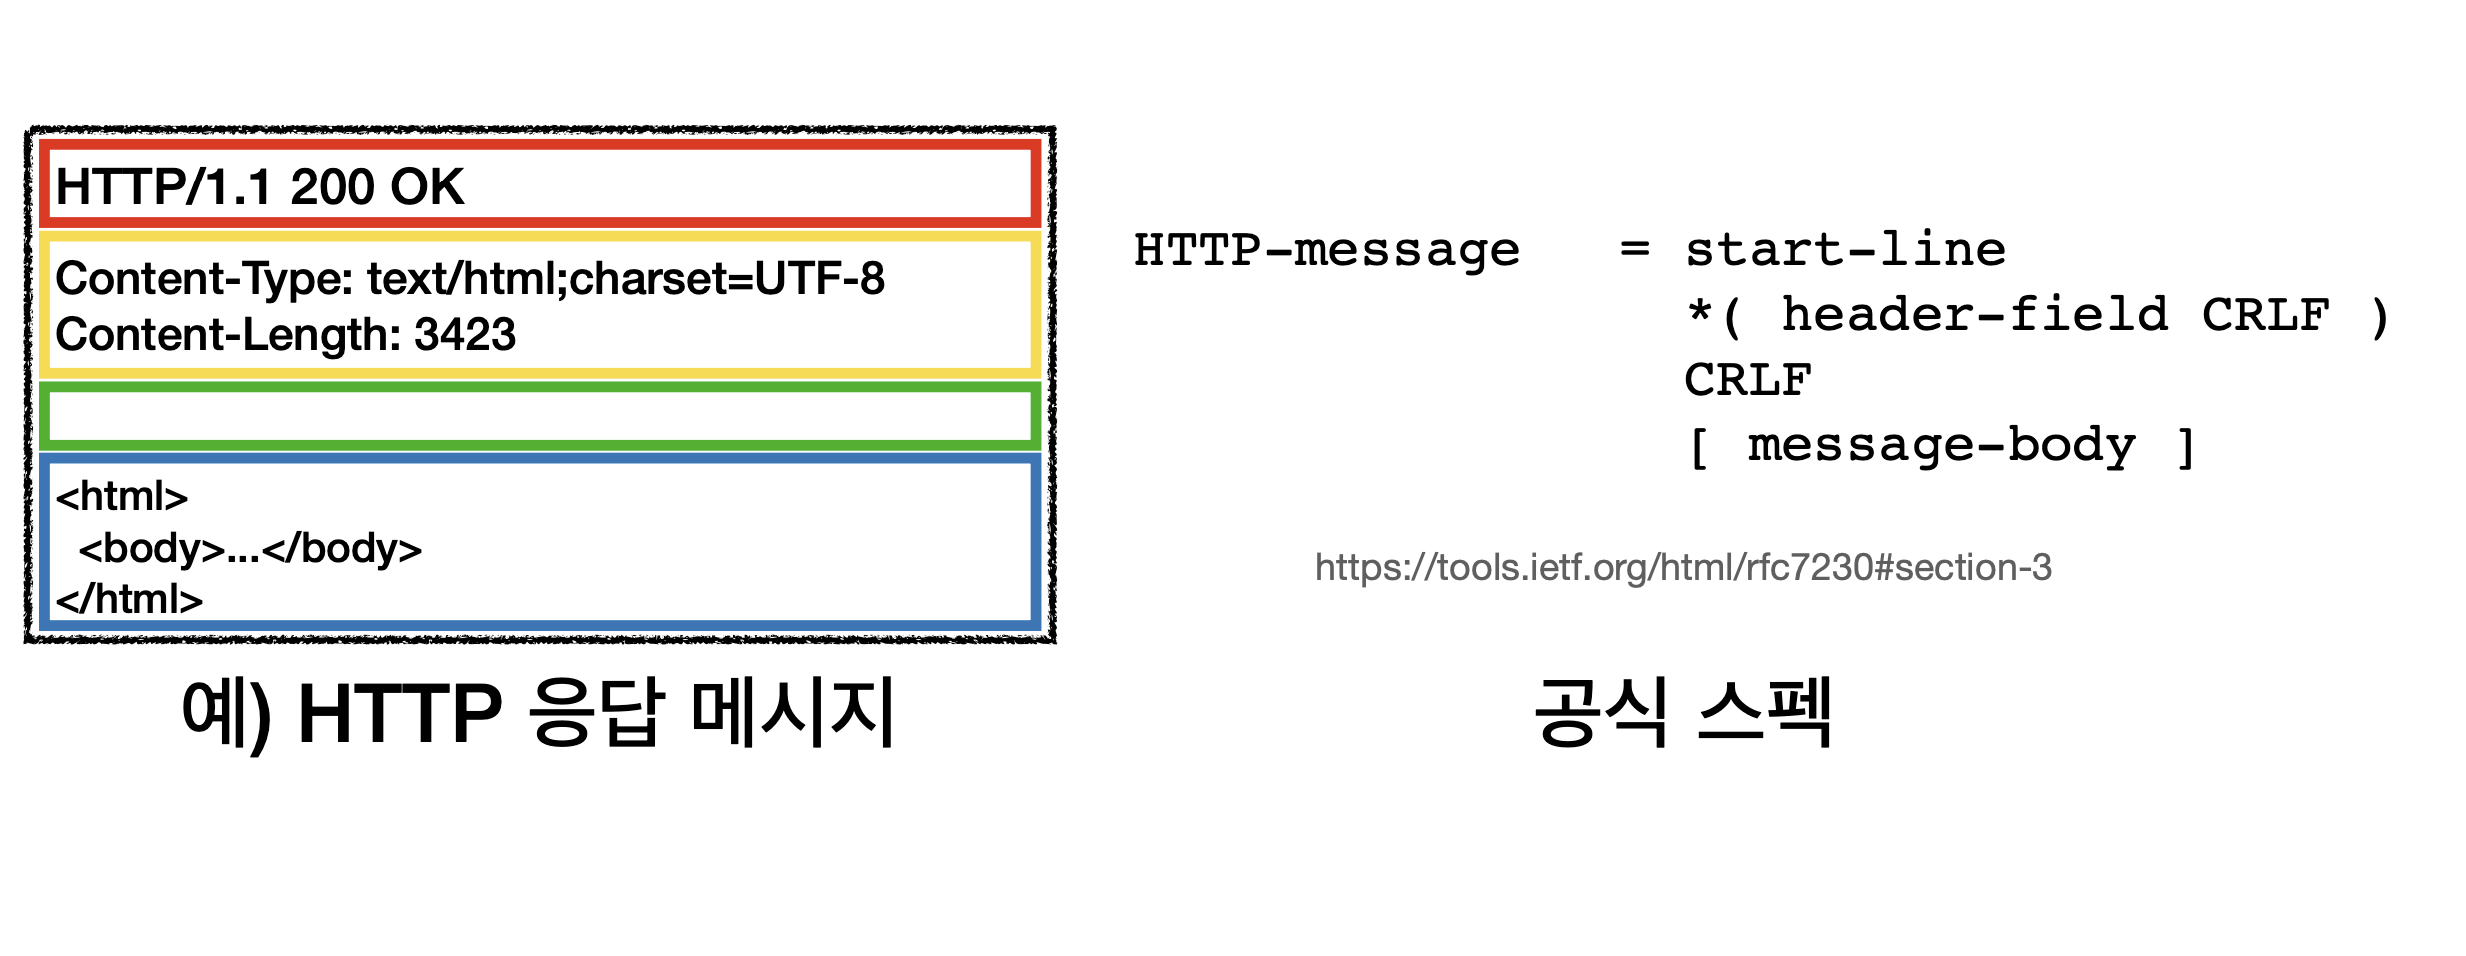 HTTP/1.1 200 OK
Content-Type: text/html;charset=UTF-8
Content-Length: 3423
<html>
<body>...</body>
</html>
예) HTTP 응답 메시지
HTTP-message = start-line
*( header-field CRLF )
CRLF
[ message-body ]
https://tools.ietf.org/html/rfc7230#section-3
공식 스펙